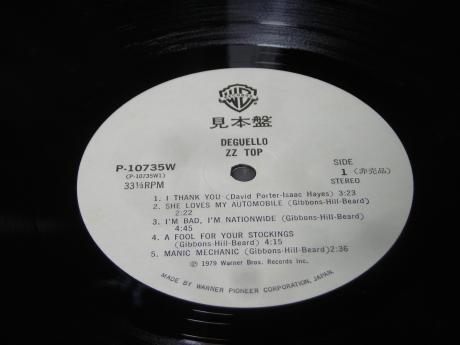 見本盤
DEGUELLO
ZZ TOP
P-10735W
(P-10735W1)
33⅓RPM
SIDE
1 (非売品)
STEREO
1. I THANK YOU (David Porter-Isaac Hayes) 3:23
2. SHE LOVES MY AUTOMOBILE (Gibbons-Hill-Beard)
2:22
3. I'M BAD, I'M NATIONWIDE (Gibbons-Hill-Beard)
4:45
4. A FOOL FOR YOUR STOCKINGS
(Gibbons-Hill-Beard) 4:15
5. MANIC MECHANIC (Gibbons-Hill-Beard)2:36
℗ 1979 Warner Bros. Records Inc.
MADE BY WARNER PIONEER CORPORATION, JAPAN.